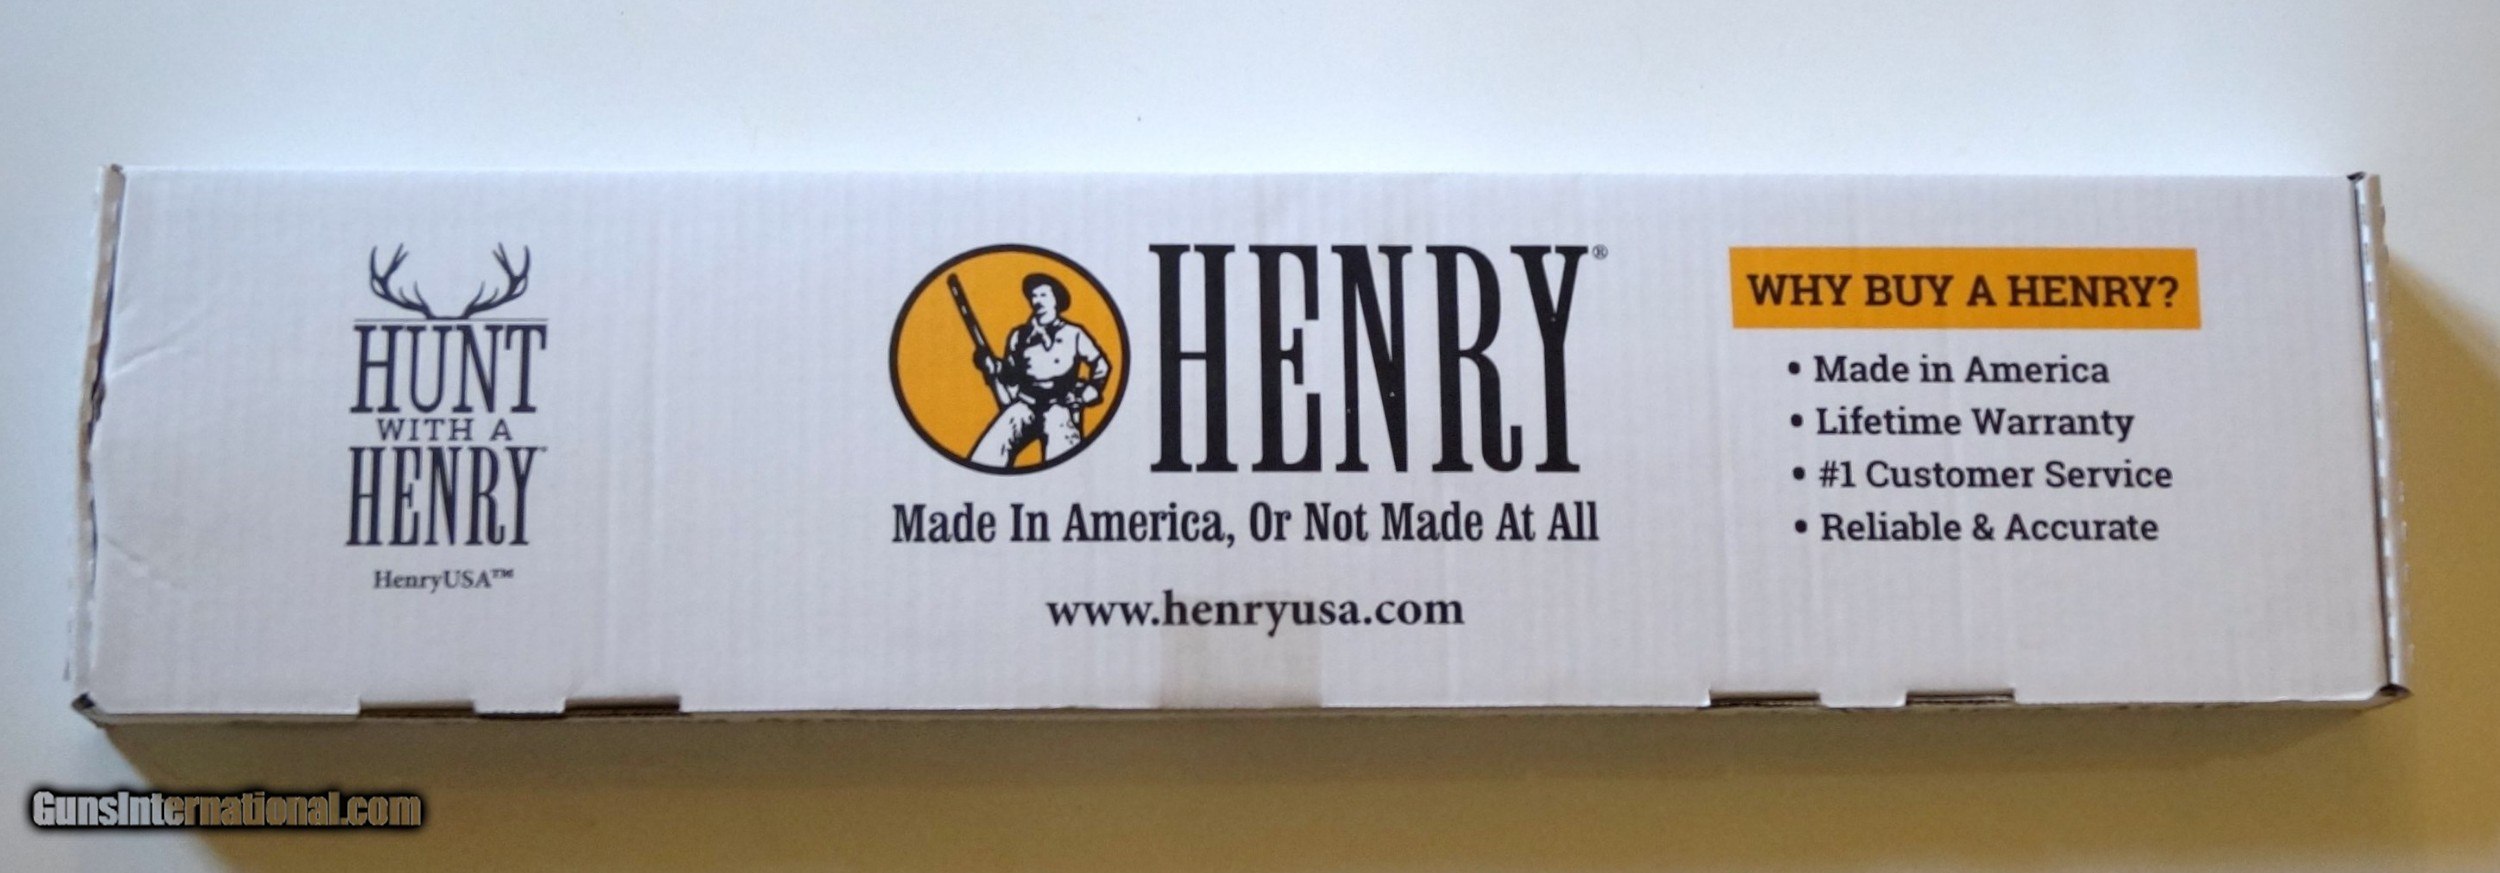 HUNT
WITH A
HENRY™
HenryUSA™
HENRY®
Made In America, Or Not Made At All
www.henryusa.com
WHY BUY A HENRY?
• Made in America
• Lifetime Warranty
• #1 Customer Service
• Reliable & Accurate
GunsInternational.com